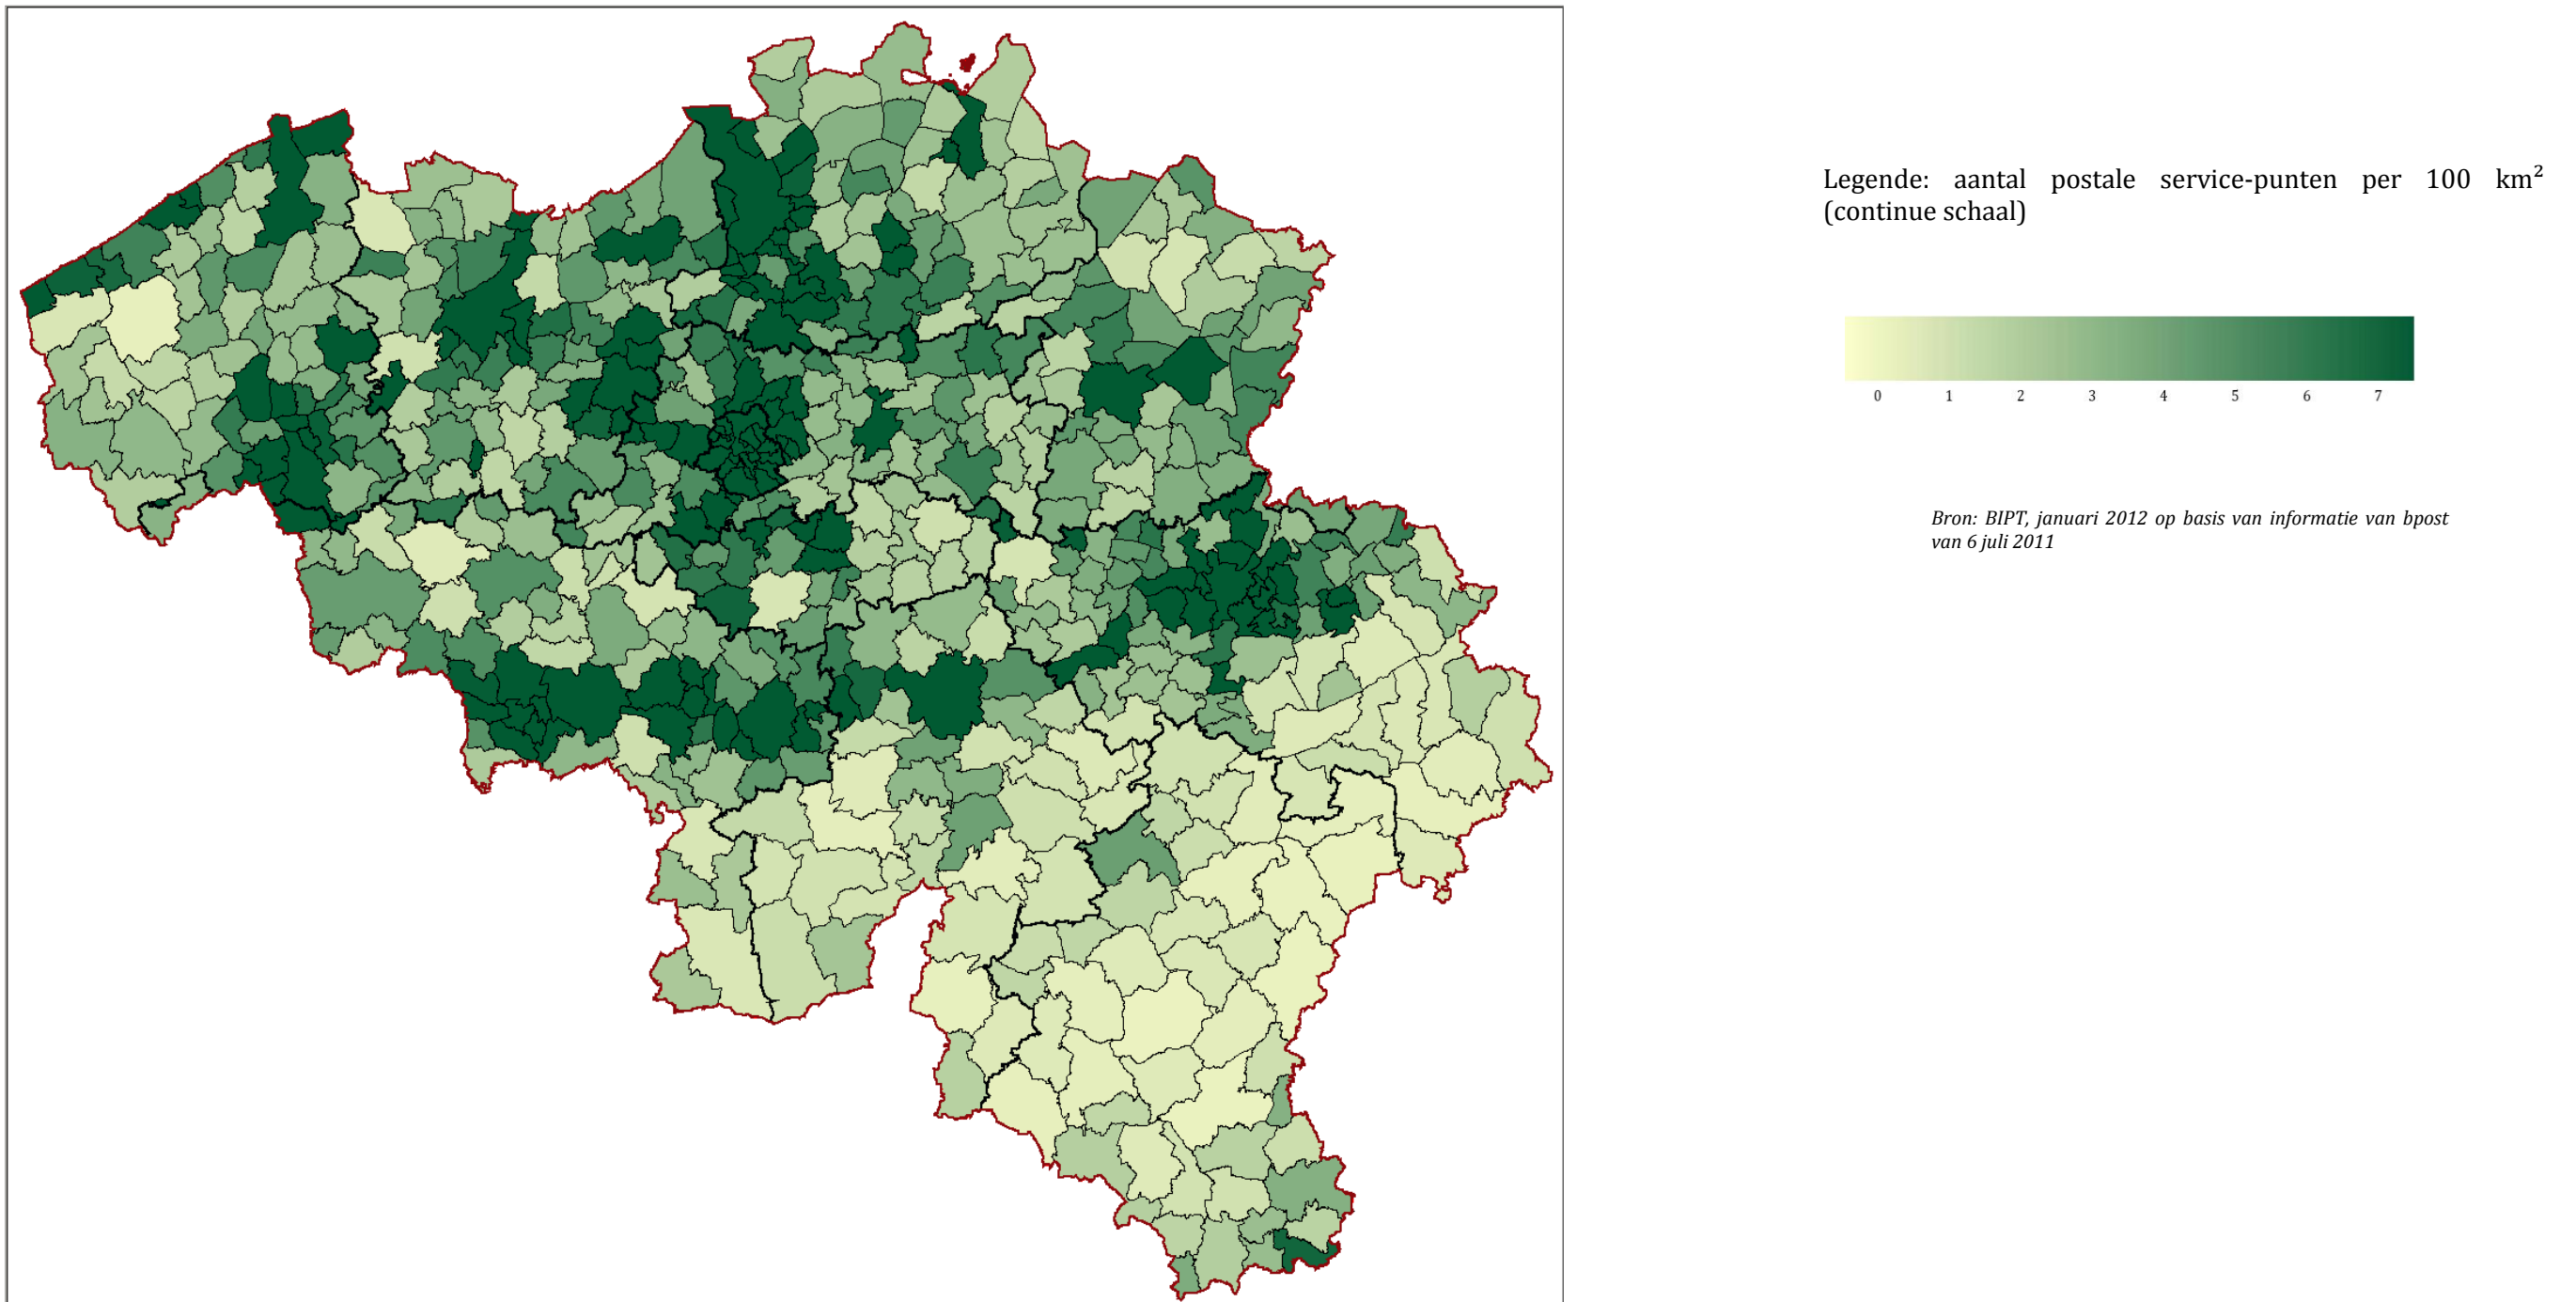 Legende: aantal postale service-punten per 100 km²
(continue schaal)
0 1 2 3 4 5 6 7
Bron: BIPT, januari 2012 op basis van informatie van bpost
van 6 juli 2011